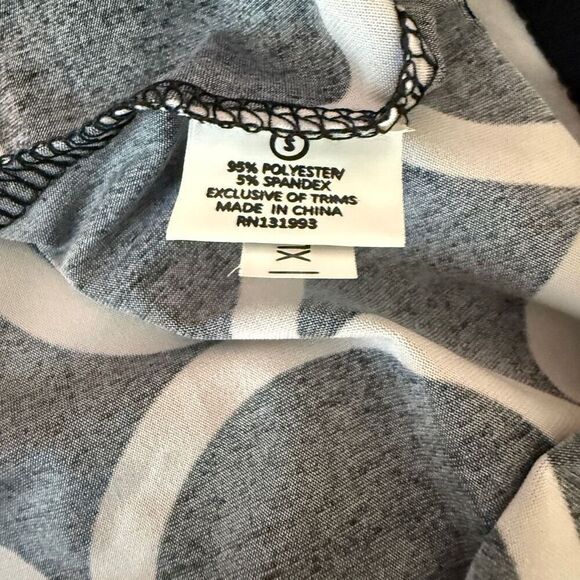 S
95% POLYESTER/
5% SPANDEX
EXCLUSIVE OF TRIMS
MADE IN CHINA
RN131993